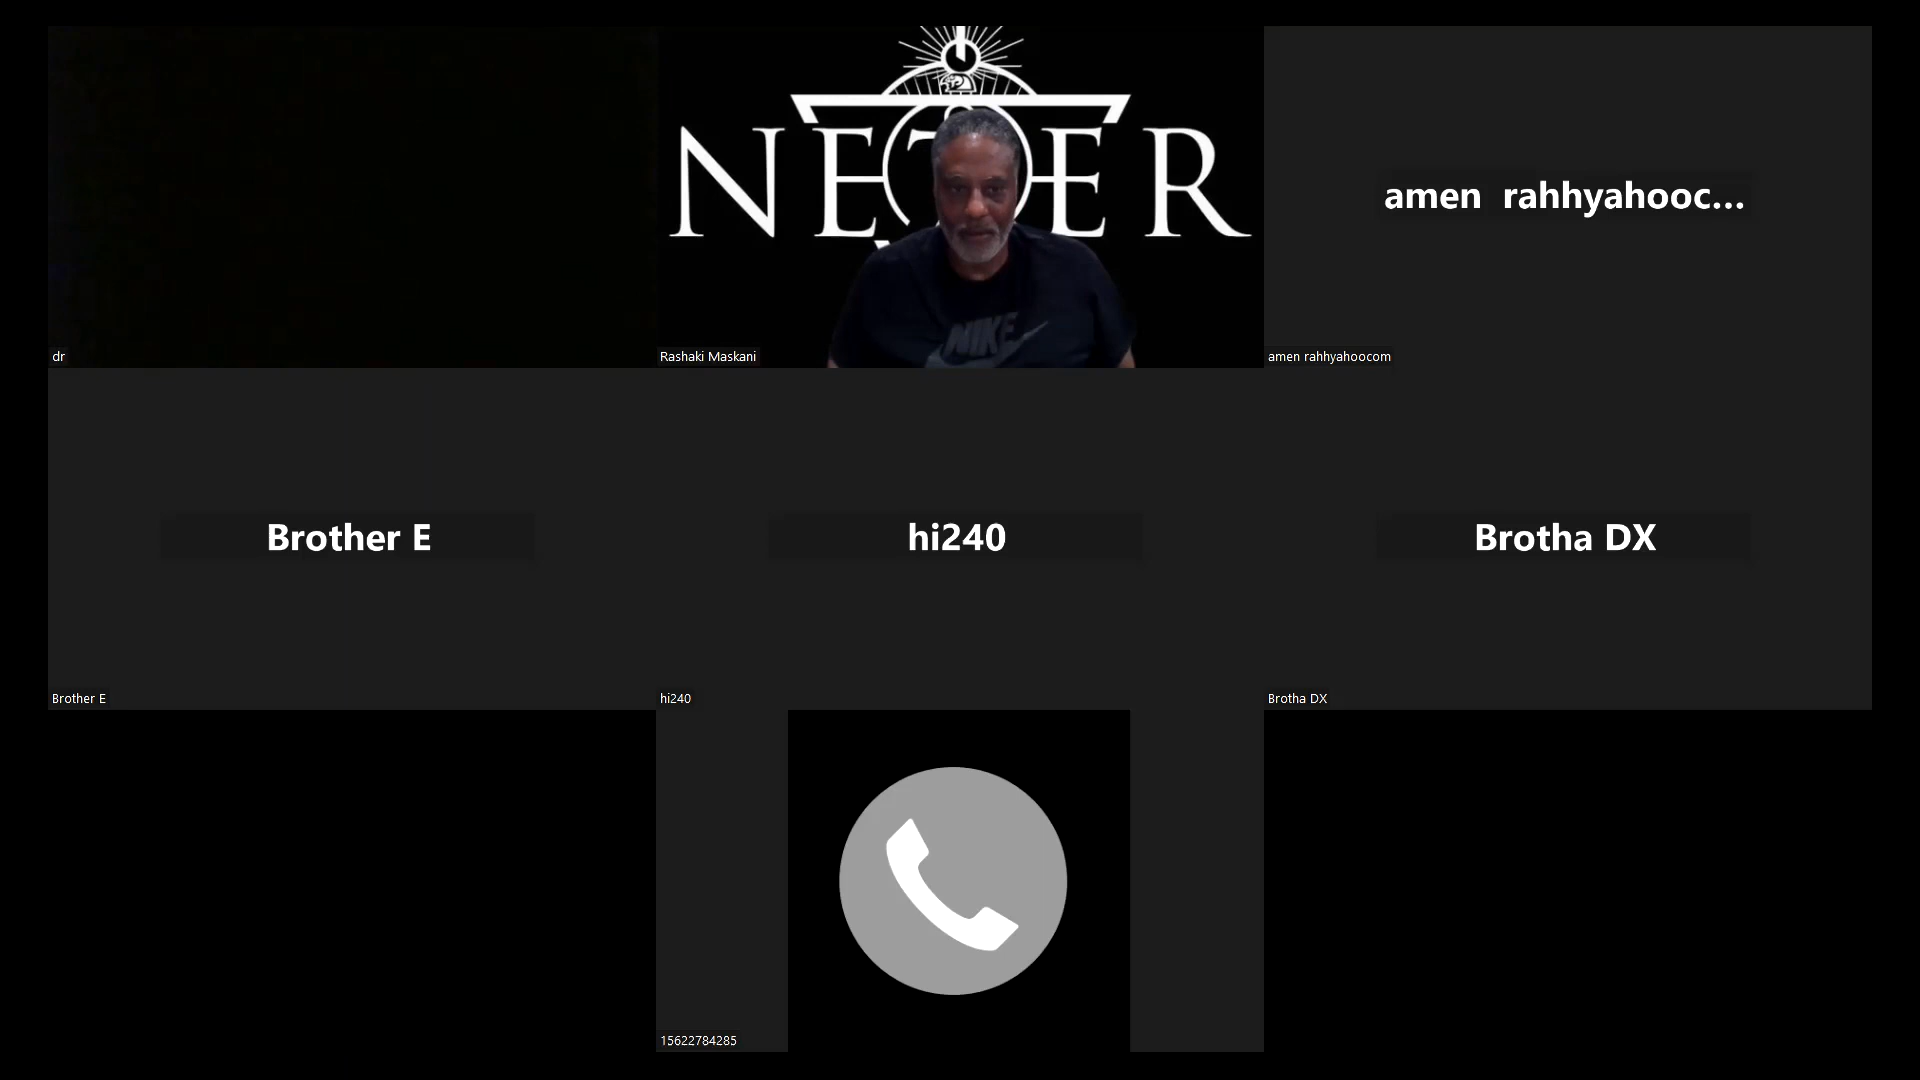 NETER
amen  rahhyahooc...
dr
Rashaki Maskani
amen rahhyahoocom
Brother E
hi240
Brotha DX
NIKE
Brother E
hi240
Brotha DX
15622784285